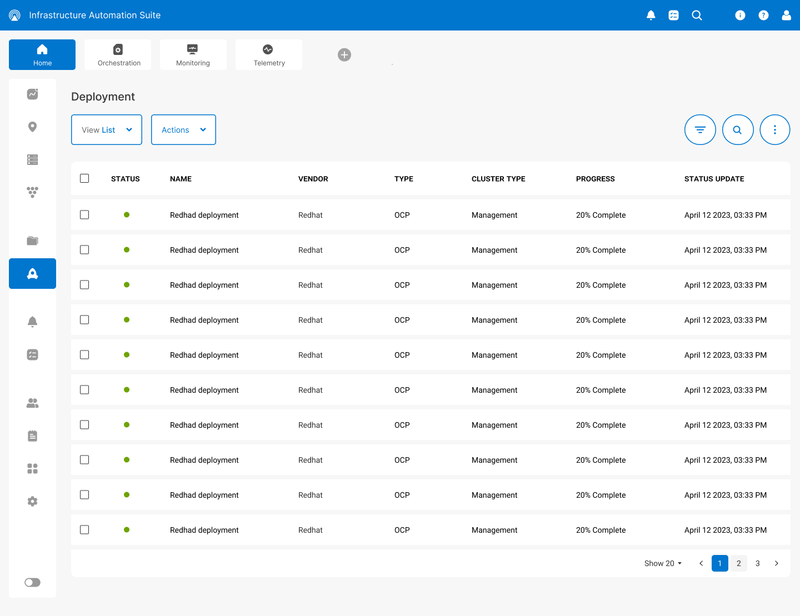 Infrastructure Automation Suite
Home
Orchestration
Monitoring
Telemetry
Deployment
View List
Actions
STATUS NAME VENDOR TYPE CLUSTER TYPE PROGRESS STATUS UPDATE
Redhad deployment Redhat OCP Management 20% Complete April 12 2023, 03:33 PM
Redhad deployment Redhat OCP Management 20% Complete April 12 2023, 03:33 PM
Redhad deployment Redhat OCP Management 20% Complete April 12 2023, 03:33 PM
Redhad deployment Redhat OCP Management 20% Complete April 12 2023, 03:33 PM
Redhad deployment Redhat OCP Management 20% Complete April 12 2023, 03:33 PM
Redhad deployment Redhat OCP Management 20% Complete April 12 2023, 03:33 PM
Redhad deployment Redhat OCP Management 20% Complete April 12 2023, 03:33 PM
Redhad deployment Redhat OCP Management 20% Complete April 12 2023, 03:33 PM
Redhad deployment Redhat OCP Management 20% Complete April 12 2023, 03:33 PM
Redhad deployment Redhat OCP Management 20% Complete April 12 2023, 03:33 PM
Show 20 1 2 3